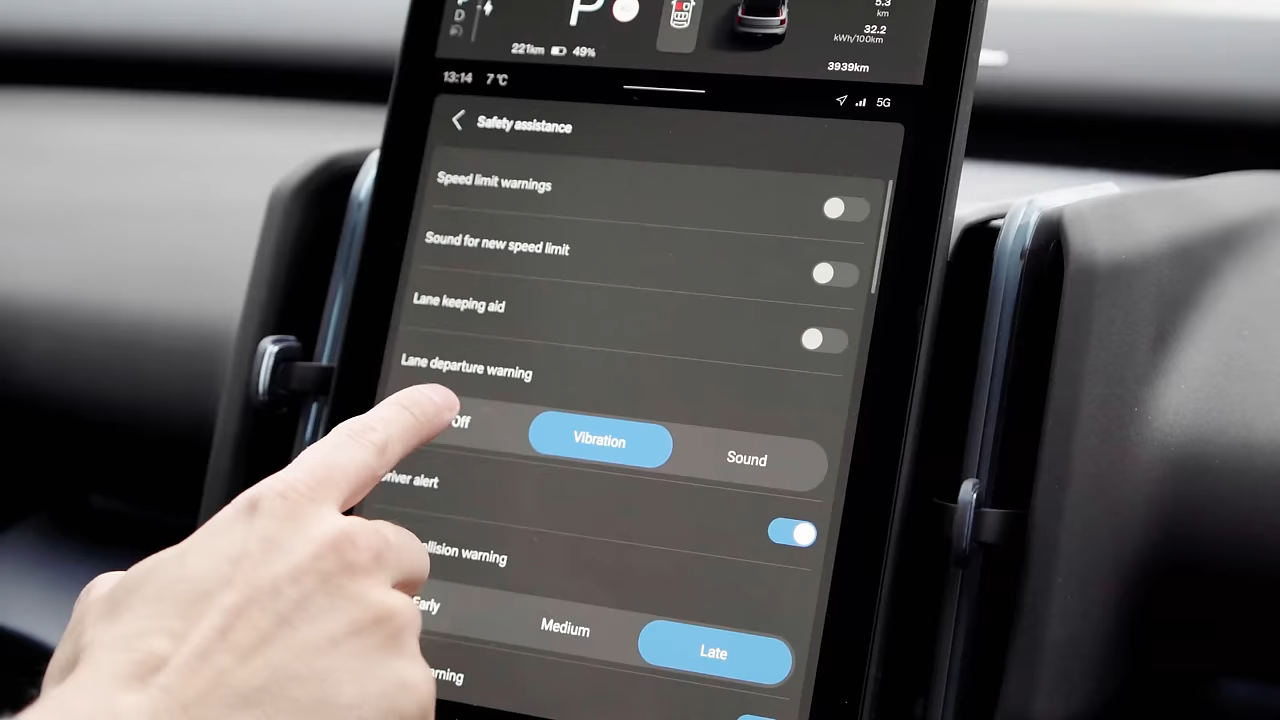 P
D
5.3
km
32.2
kWh/100km
221km 49%
3939km
13:14 7°C
5G
Safety assistance
Speed limit warnings
Sound for new speed limit
Lane keeping aid
Lane departure warning
Off Vibration Sound
Driver alert
llision warning
Early Medium Late
arning